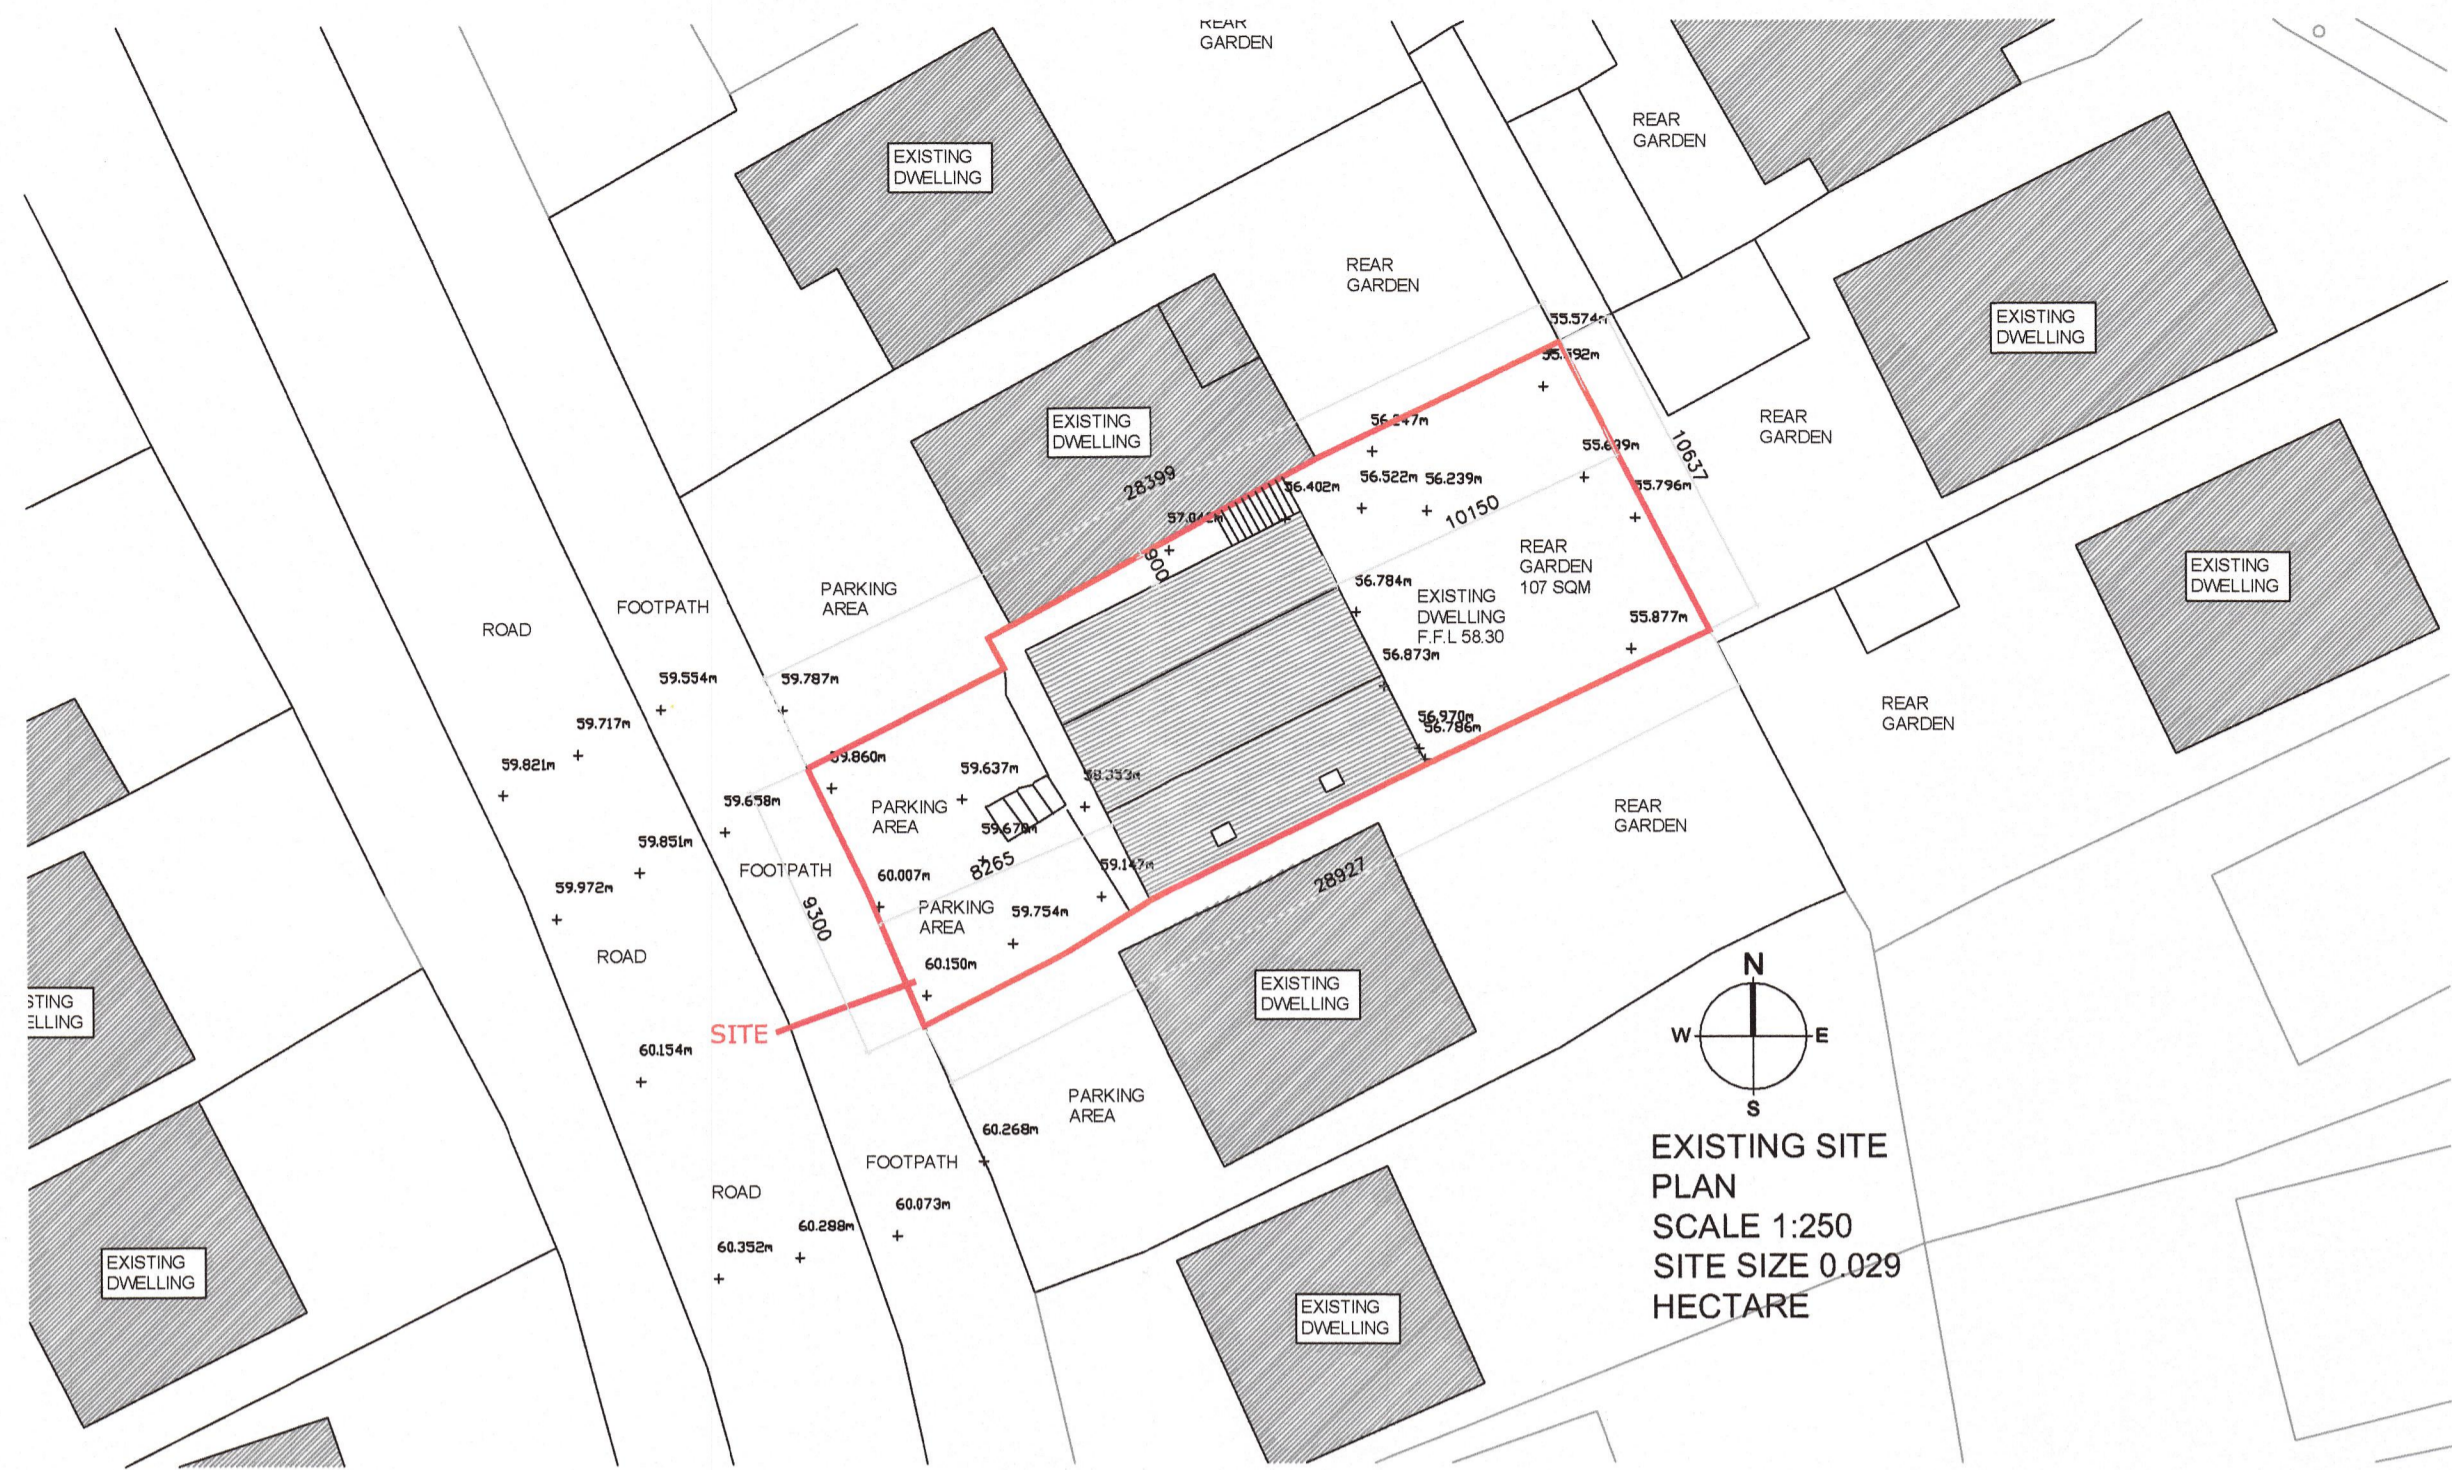 REAR
GARDEN
REAR
GARDEN
EXISTING
DWELLING
REAR
GARDEN
55.574m
EXISTING
DWELLING
REAR
GARDEN
EXISTING
DWELLING
28399
10637
10150
56.522m
56.239m
56.402m
55.796m
900
REAR
GARDEN
107 SQM
56.784m
EXISTING
DWELLING
F.F.L 58.30
EXISTING
DWELLING
PARKING
AREA
FOOTPATH
ROAD
55.877m
56.873m
59.554m
59.787m
59.717m
56.970m
56.786m
REAR
GARDEN
59.821m
59.860m
59.637m
59.658m
PARKING
AREA
REAR
GARDEN
59.851m
59.670m
8265
59.147m
FOOTPATH
60.007m
28927
59.972m
9300
PARKING
AREA
59.754m
ROAD
60.150m
EXISTING
DWELLING
STING
ELLING
SITE
60.154m
N
W
E
S
PARKING
AREA
60.268m
FOOTPATH
ROAD
60.073m
60.288m
60.352m
EXISTING
DWELLING
EXISTING
DWELLING
EXISTING SITE
PLAN
SCALE 1:250
SITE SIZE 0.029
HECTARE